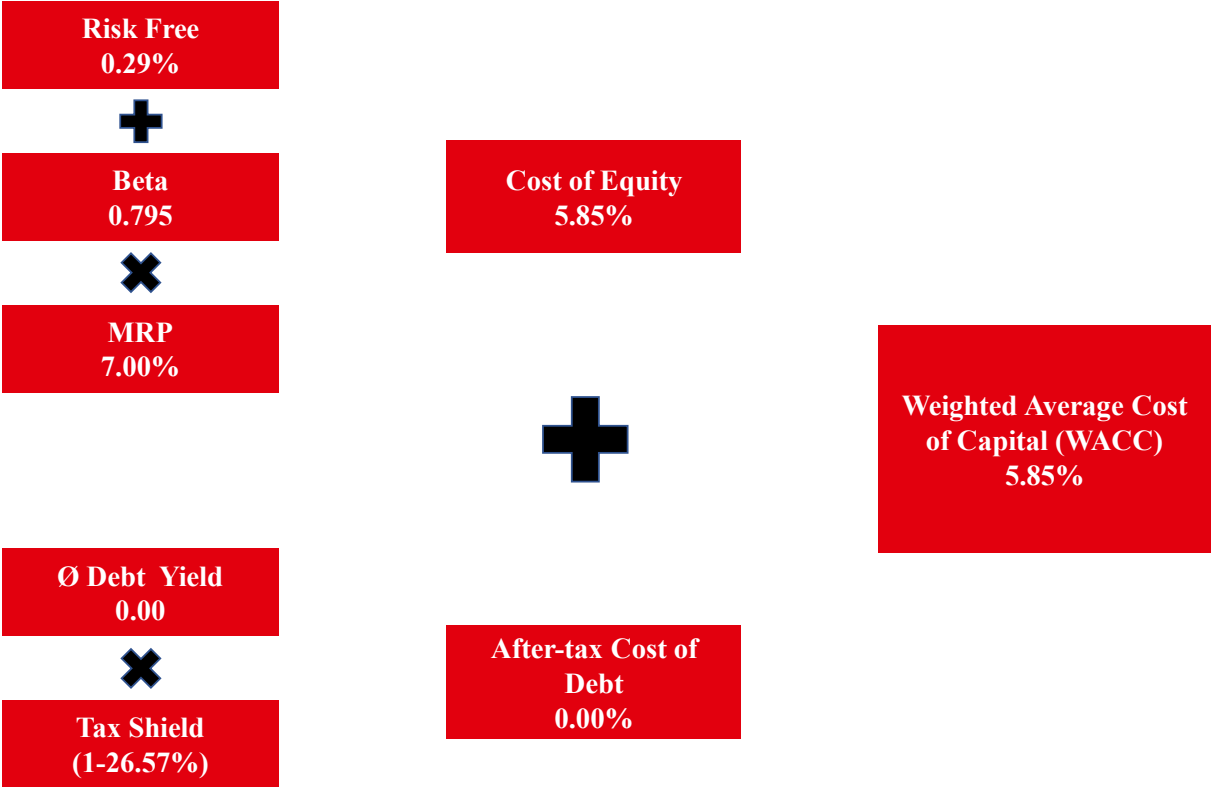 Risk Free
0.29%
Beta
0.795
MRP
7.00%
Cost of Equity
5.85%
Weighted Average Cost
of Capital (WACC)
5.85%
Ø Debt Yield
0.00
Tax Shield
(1-26.57%)
After-tax Cost of
Debt
0.00%